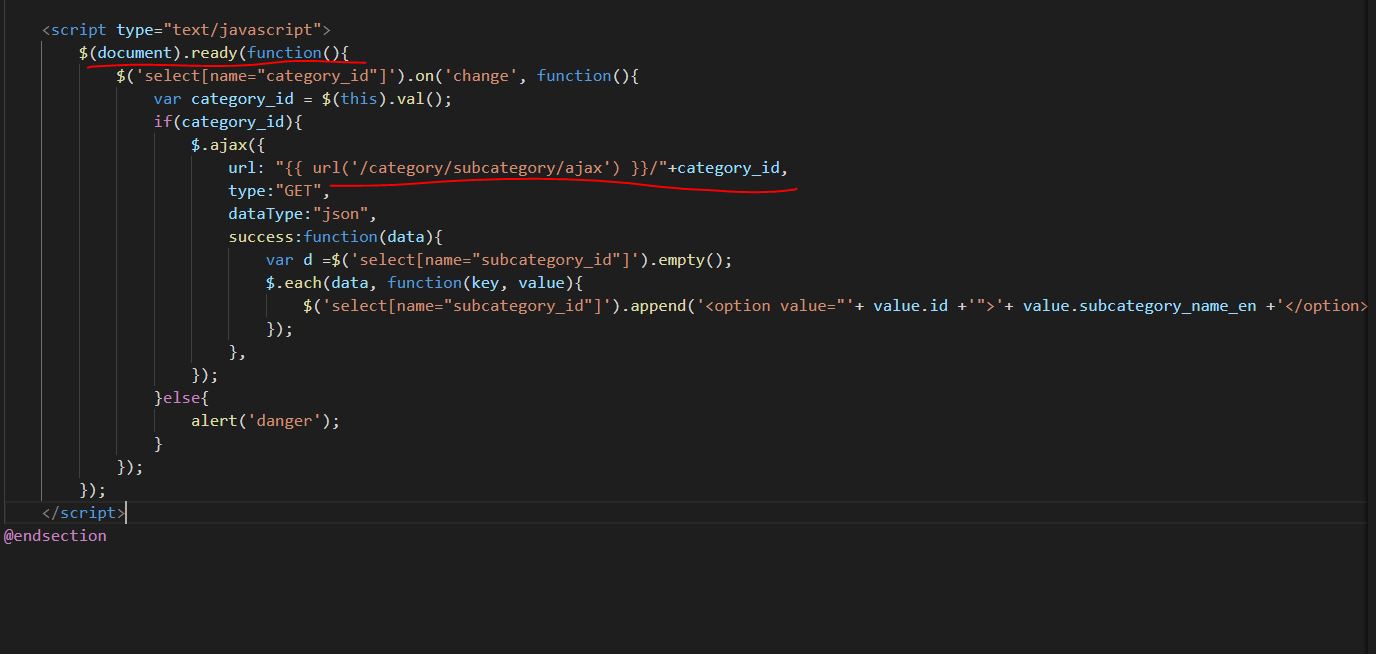 <script type="text/javascript">
$(document).ready(function(){
$('select[name="category_id"]').on('change', function(){
var category_id = $(this).val();
if(category_id){
$.ajax({
url: "{{ url('/category/subcategory/ajax') }}/"+category_id,
type:"GET",
dataType:"json",
success:function(data){
var d =$('select[name="subcategory_id"]').empty();
$.each(data, function(key, value){
$('select[name="subcategory_id"]').append('<option value="'+ value.id +'">'+ value.subcategory_name_en +'</option>
});
},
});
}else{
alert('danger');
}
});
});
</script>
@endsection